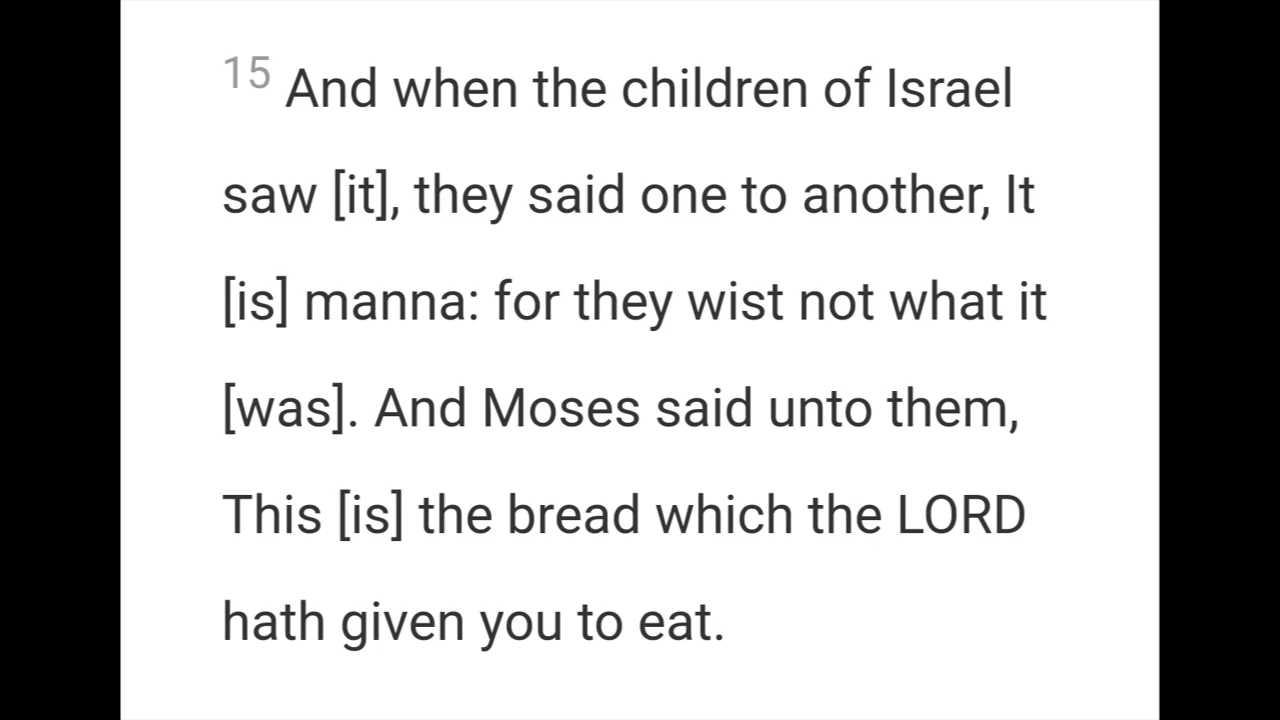 15 And when the children of Israel
saw [it], they said one to another, It
[is] manna: for they wist not what it
[was]. And Moses said unto them,
This [is] the bread which the LORD
hath given you to eat.